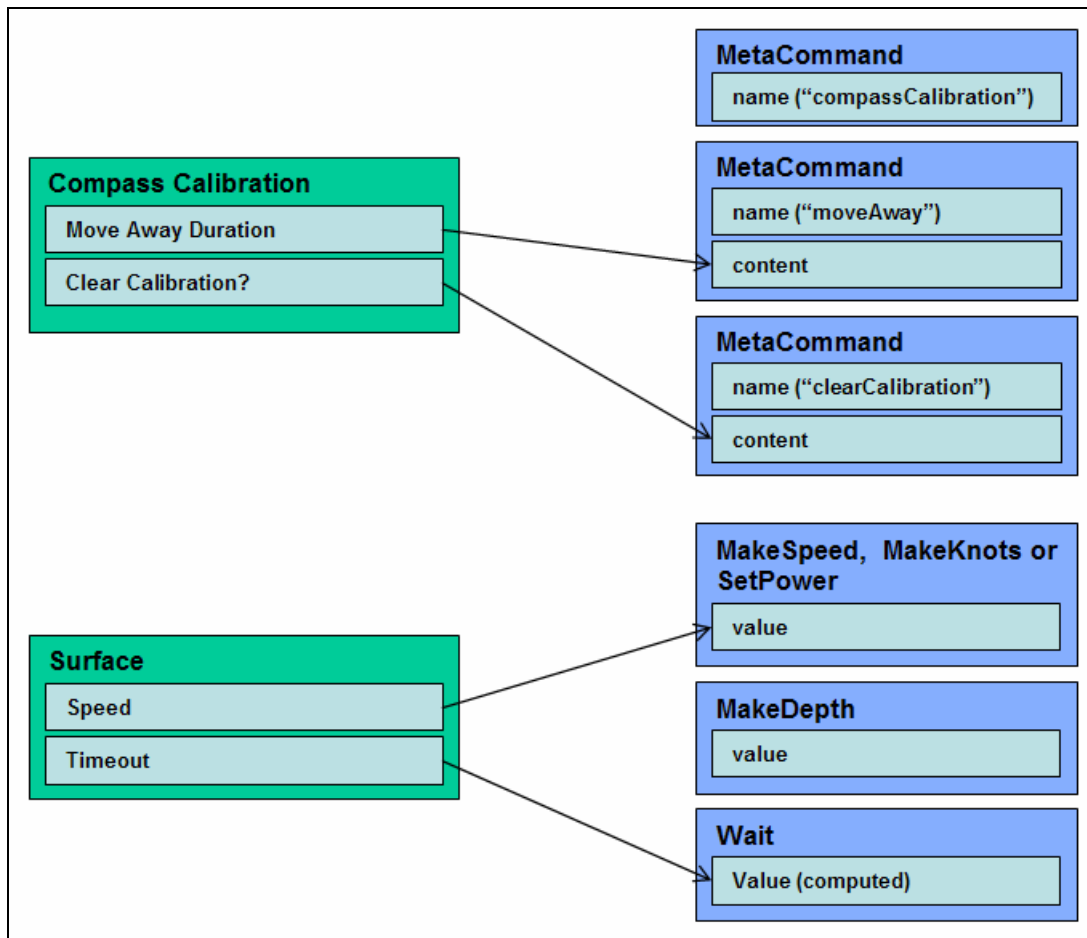 MetaCommand
name (“compassCalibration”)
Compass Calibration
Move Away Duration
Clear Calibration?
MetaCommand
name (“moveAway”)
content
MetaCommand
name (“clearCalibration”)
content
Surface
Speed
Timeout
MakeSpeed, MakeKnots or
SetPower
value
MakeDepth
value
Wait
Value (computed)